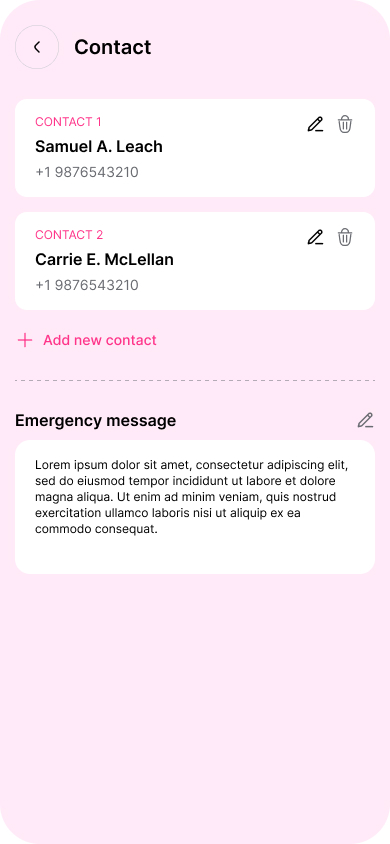 Contact
CONTACT 1
Samuel A. Leach
+1 9876543210
CONTACT 2
Carrie E. McLellan
+1 9876543210
Add new contact
Emergency message
Lorem ipsum dolor sit amet, consectetur adipiscing elit,
sed do eiusmod tempor incididunt ut labore et dolore
magna aliqua. Ut enim ad minim veniam, quis nostrud
exercitation ullamco laboris nisi ut aliquip ex ea
commodo consequat.